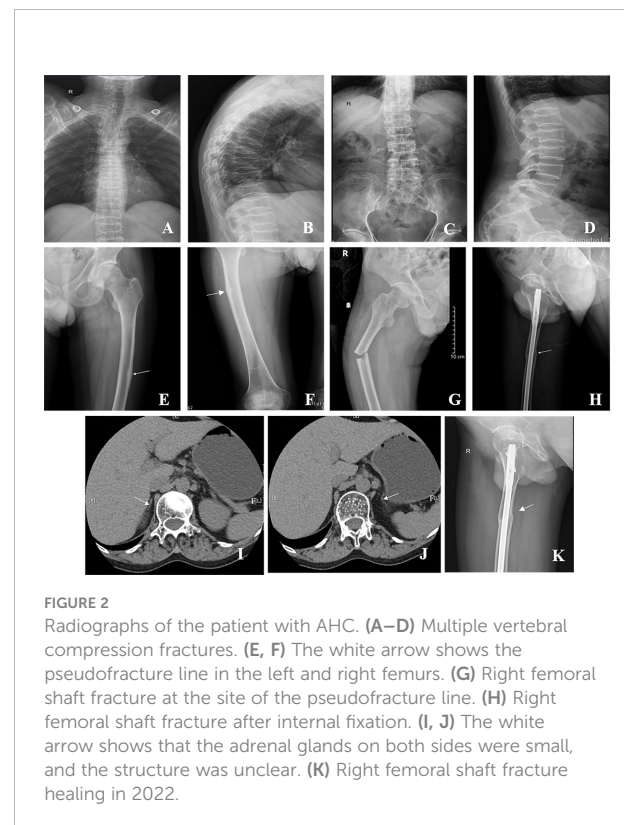 R
A
B
R
C
D
E
F
R
G
10 cm
H
I
J
R
K
FIGURE 2
Radiographs of the patient with AHC. (A–D) Multiple vertebral
compression fractures. (E, F) The white arrow shows the
pseudofracture line in the left and right femurs. (G) Right femoral
shaft fracture at the site of the pseudofracture line. (H) Right
femoral shaft fracture after internal fixation. (I, J) The white
arrow shows that the adrenal glands on both sides were small,
and the structure was unclear. (K) Right femoral shaft fracture
healing in 2022.